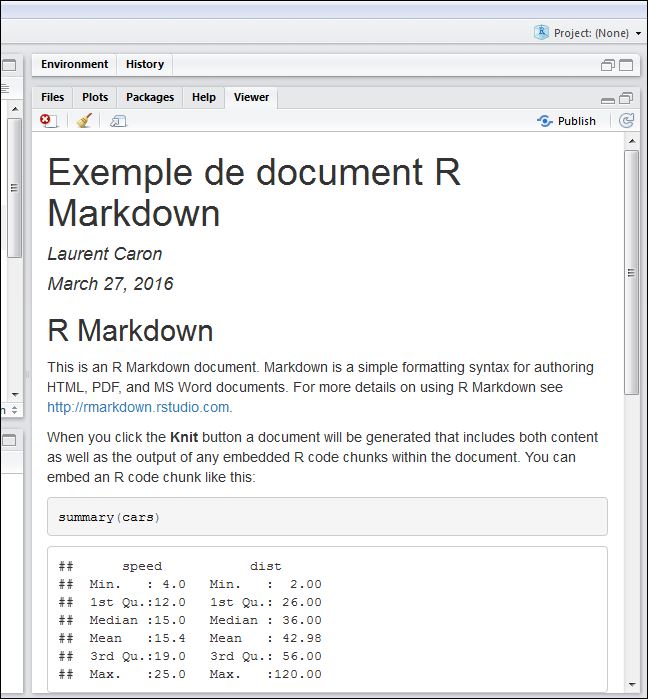 Project: (None)
Environment History
Files Plots Packages Help Viewer
Publish
Exemple de document R
Markdown
Laurent Caron
March 27, 2016
R Markdown
This is an R Markdown document. Markdown is a simple formatting syntax for authoring
HTML, PDF, and MS Word documents. For more details on using R Markdown see
http://rmarkdown.rstudio.com.
When you click the Knit button a document will be generated that includes both content
as well as the output of any embedded R code chunks within the document. You can
embed an R code chunk like this:
summary(cars)
##      speed           dist
##  Min.   : 4.0   Min.   :  2.00
##  1st Qu.:12.0   1st Qu.: 26.00
##  Median :15.0   Median : 36.00
##  Mean   :15.4   Mean   : 42.98
##  3rd Qu.:19.0   3rd Qu.: 56.00
##  Max.   :25.0   Max.   :120.00